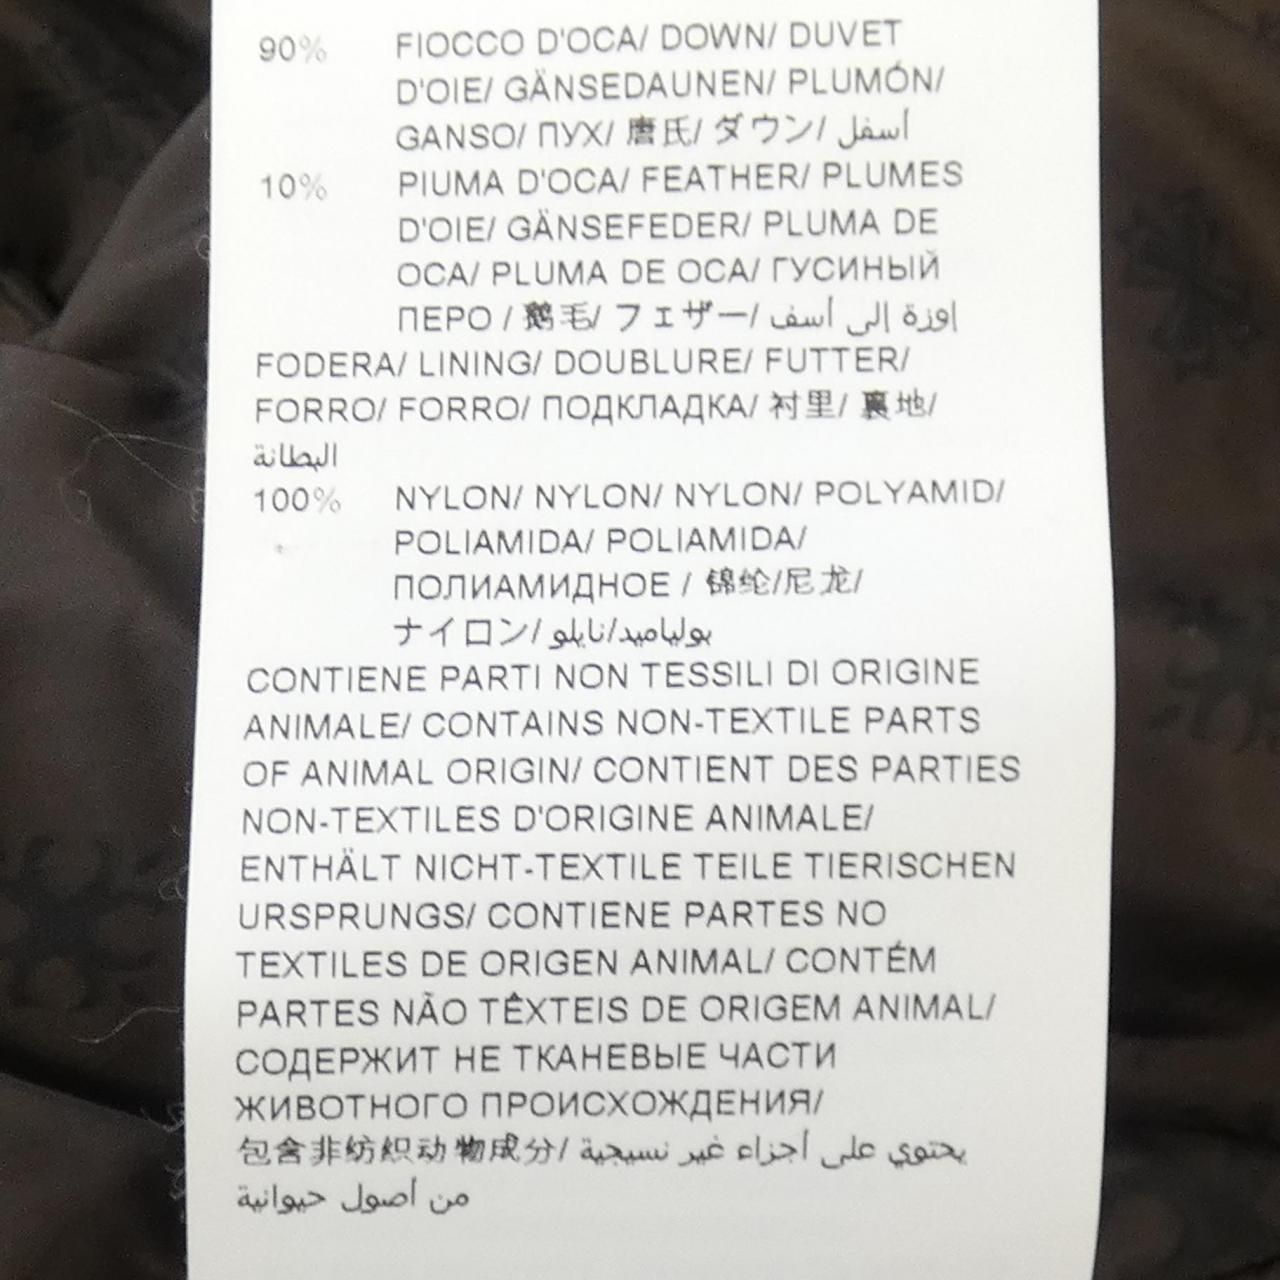 90% FIOCCO D'OCA/ DOWN/ DUVET
D'OIE/ GÄNSEDAUNEN/ PLUMÓN/
GANSO/ ПУХ/ 唐氏/ ダウン/ أسفل
10% PIUMA D'OCA/ FEATHER/ PLUMES
D'OIE/ GÄNSEFEDER/ PLUMA DE
OCA/ PLUMA DE OCA/ ГУСИНЫЙ
ПЕРО / 鹅毛/ フェザー/ اوزة إلى أسف
FODERA/ LINING/ DOUBLURE/ FUTTER/
FORRO/ FORRO/ ПОДКЛАДКА/ 衬里/ 裏地/
البطانة
100% NYLON/ NYLON/ NYLON/ POLYAMID/
POLIAMIDA/ POLIAMIDA/
ПОЛИАМИДНОЕ / 锦纶/尼龙/
ナイロン/ بولياميد/نايلو
CONTIENE PARTI NON TESSILI DI ORIGINE
ANIMALE/ CONTAINS NON-TEXTILE PARTS
OF ANIMAL ORIGIN/ CONTIENT DES PARTIES
NON-TEXTILES D'ORIGINE ANIMALE/
ENTHÄLT NICHT-TEXTILE TEILE TIERISCHEN
URSPRUNGS/ CONTIENE PARTES NO
TEXTILES DE ORIGEN ANIMAL/ CONTÉM
PARTES NÃO TÊXTEIS DE ORIGEM ANIMAL/
СОДЕРЖИТ НЕ ТКАНЕВЫЕ ЧАСТИ
ЖИВОТНОГО ПРОИСХОЖДЕНИЯ/
包含非纺织动物成分/ يحتوي على أجزاء غير نسيجية
من أصول حيوانية